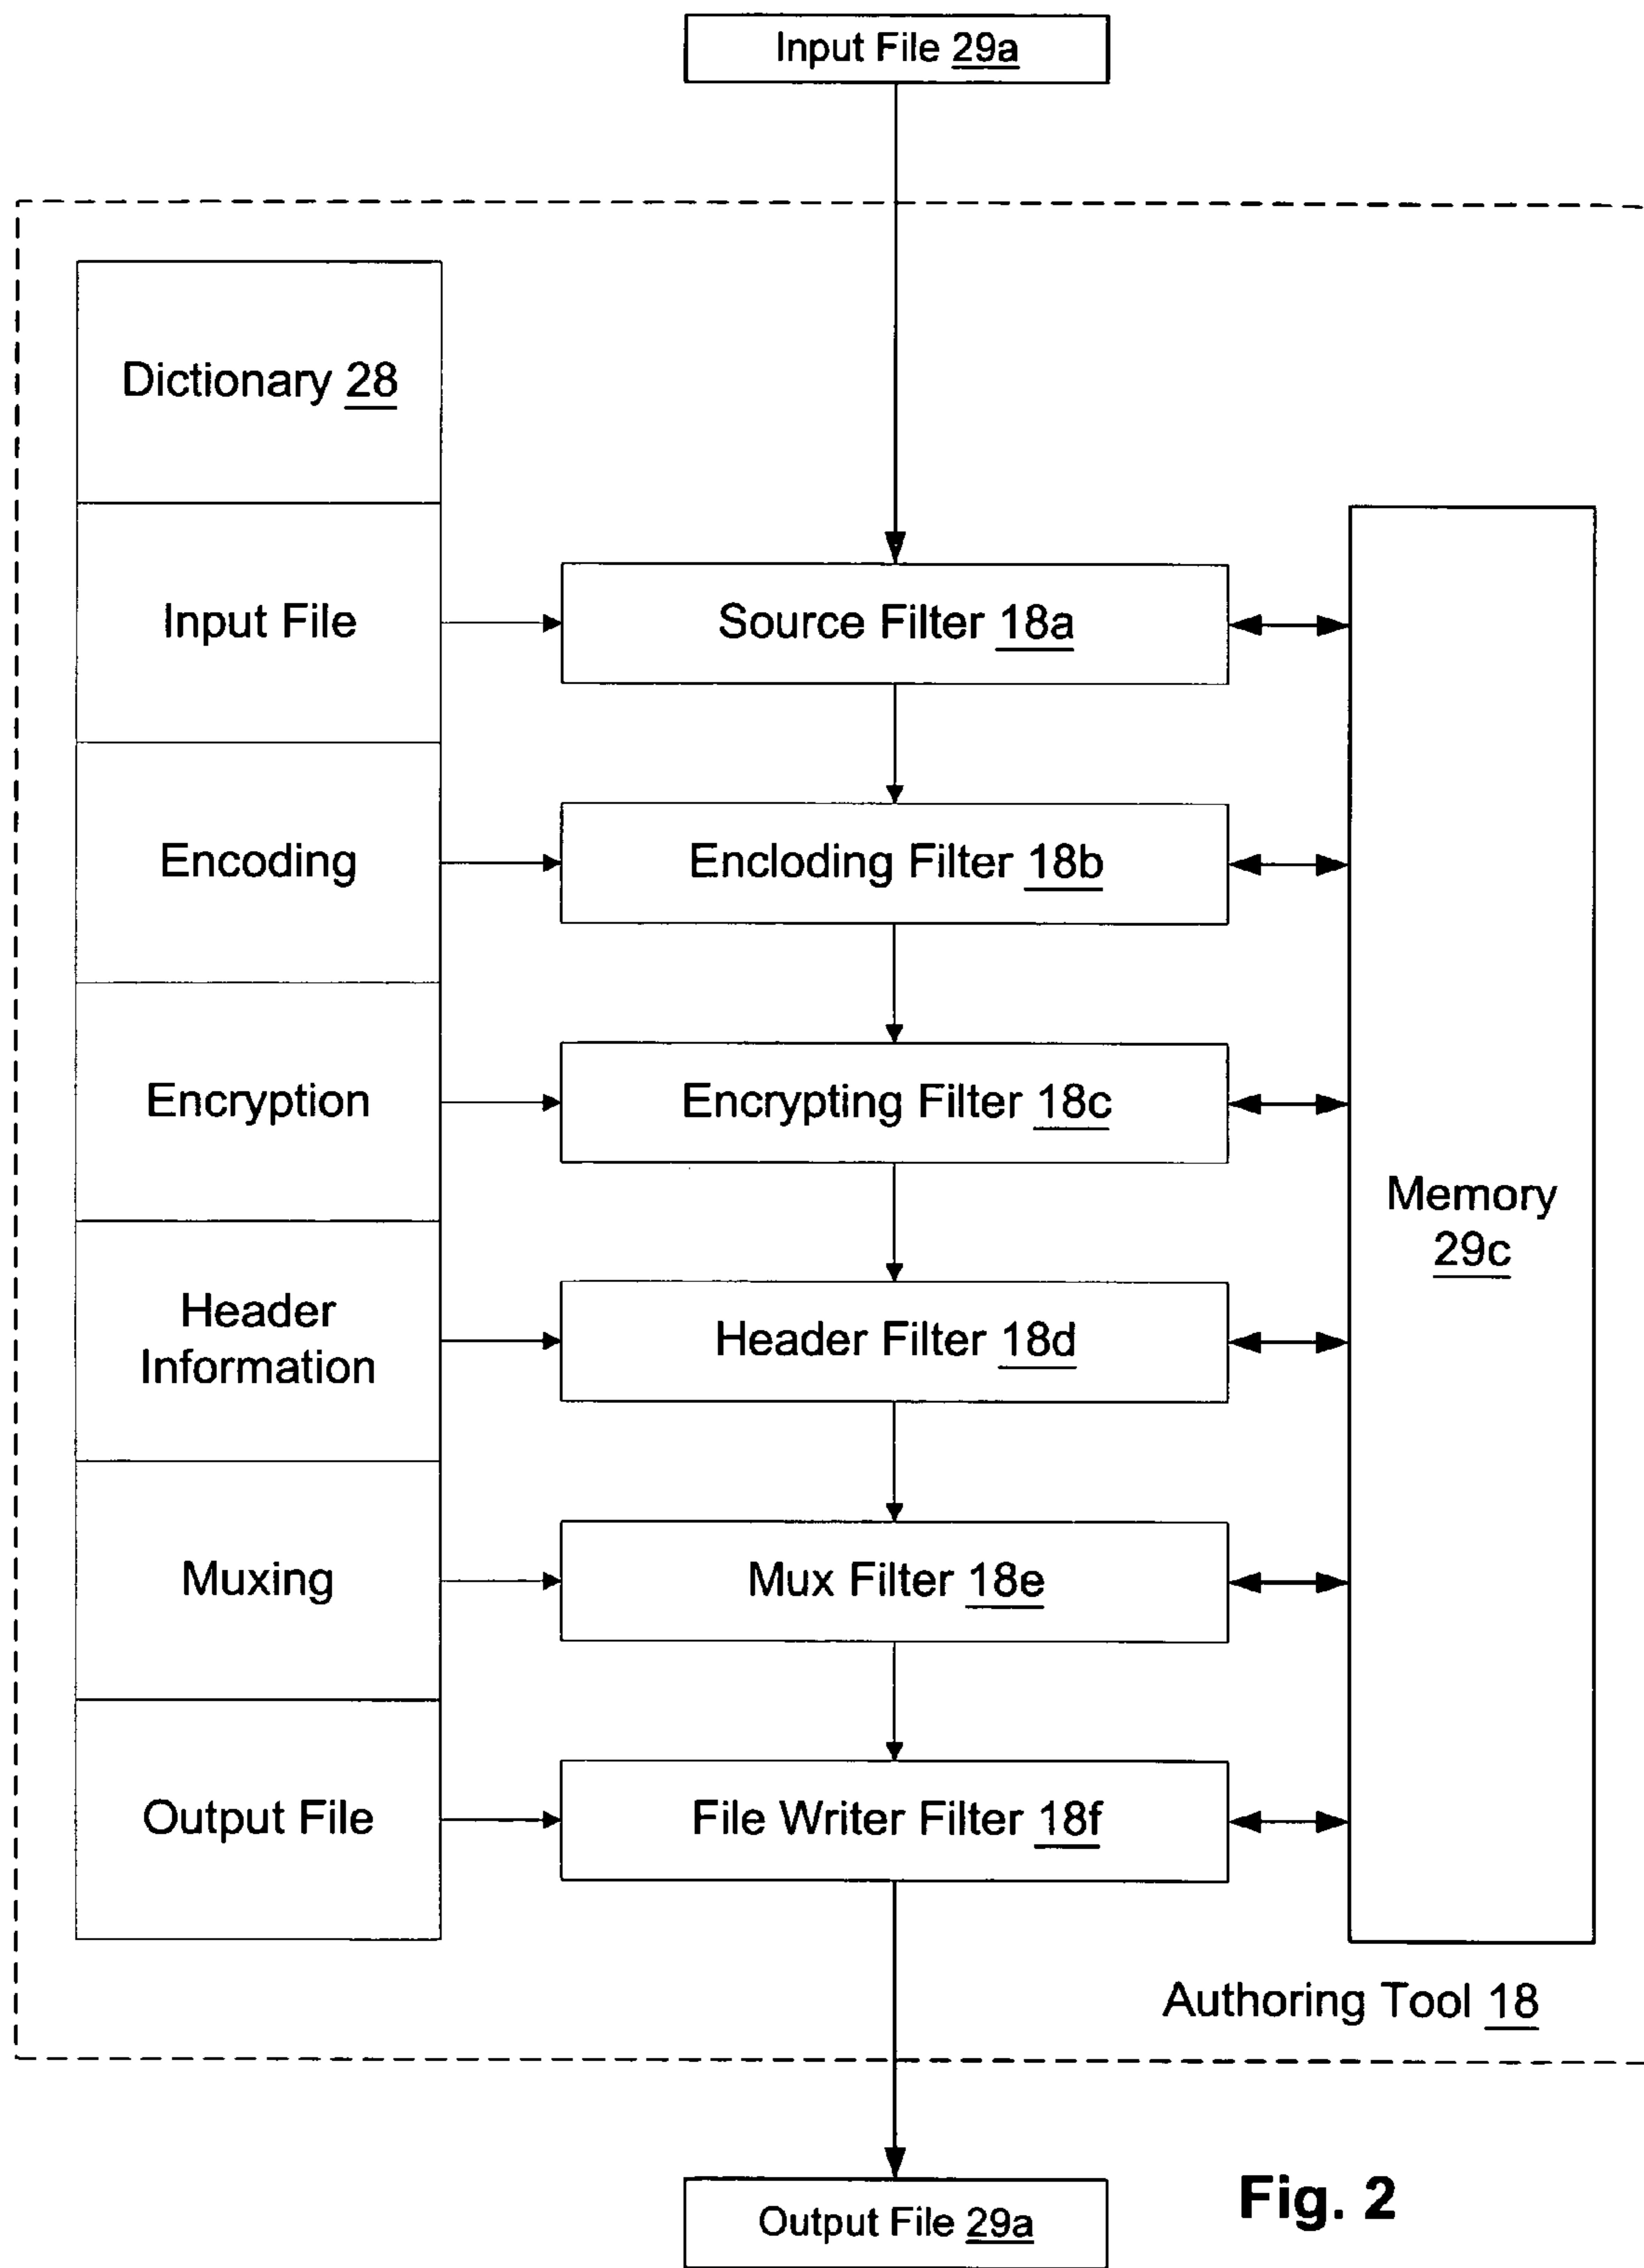 Input File 29a
Dictionary 28
Input File
Source Filter 18a
Encoding
Encloding Filter 18b
Encryption
Encrypting Filter 18c
Memory
29c
Header
Information
Header Filter 18d
Muxing
Mux Filter 18e
Output File
File Writer Filter 18f
Authoring Tool 18
Output File 29a
Fig. 2